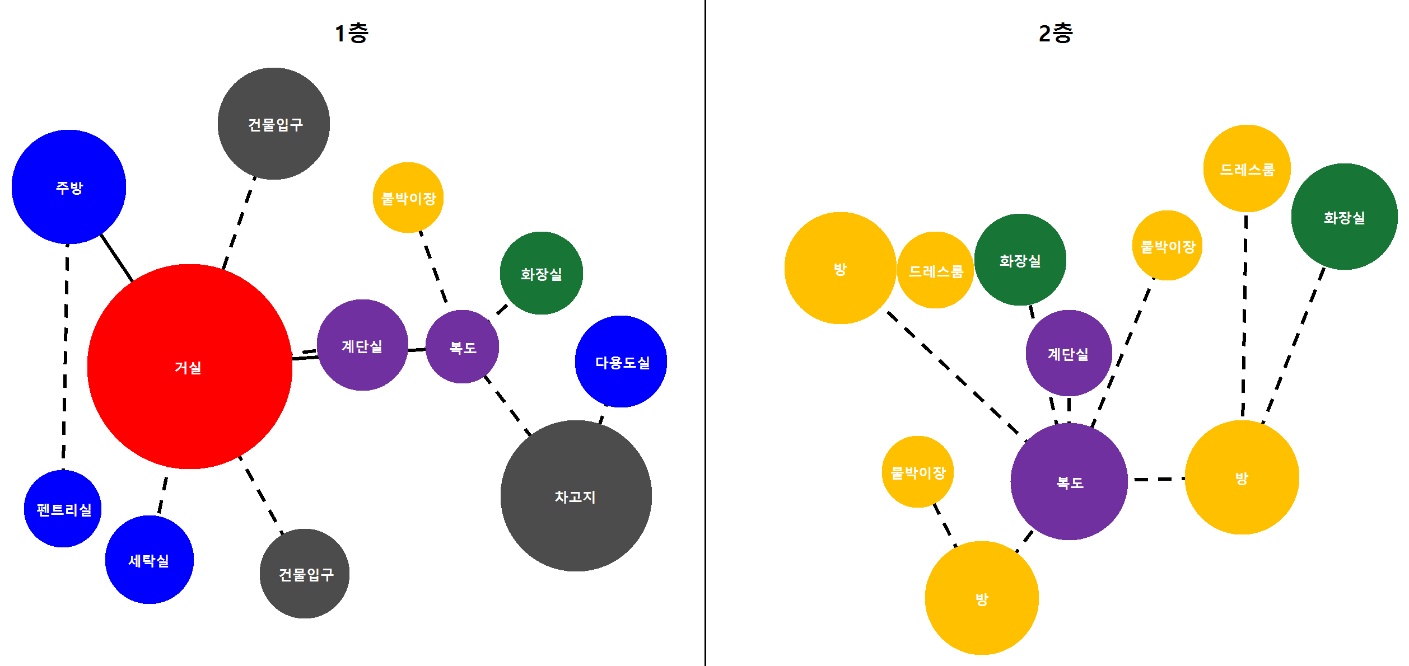 1층
건물입구
주방
붙박이장
화장실
계단실
복도
다용도실
거실
차고지
펜트리실
세탁실
건물입구
2층
드레스룸
화장실
붙박이장
방
드레스룸
화장실
계단실
붙박이장
복도
방
방